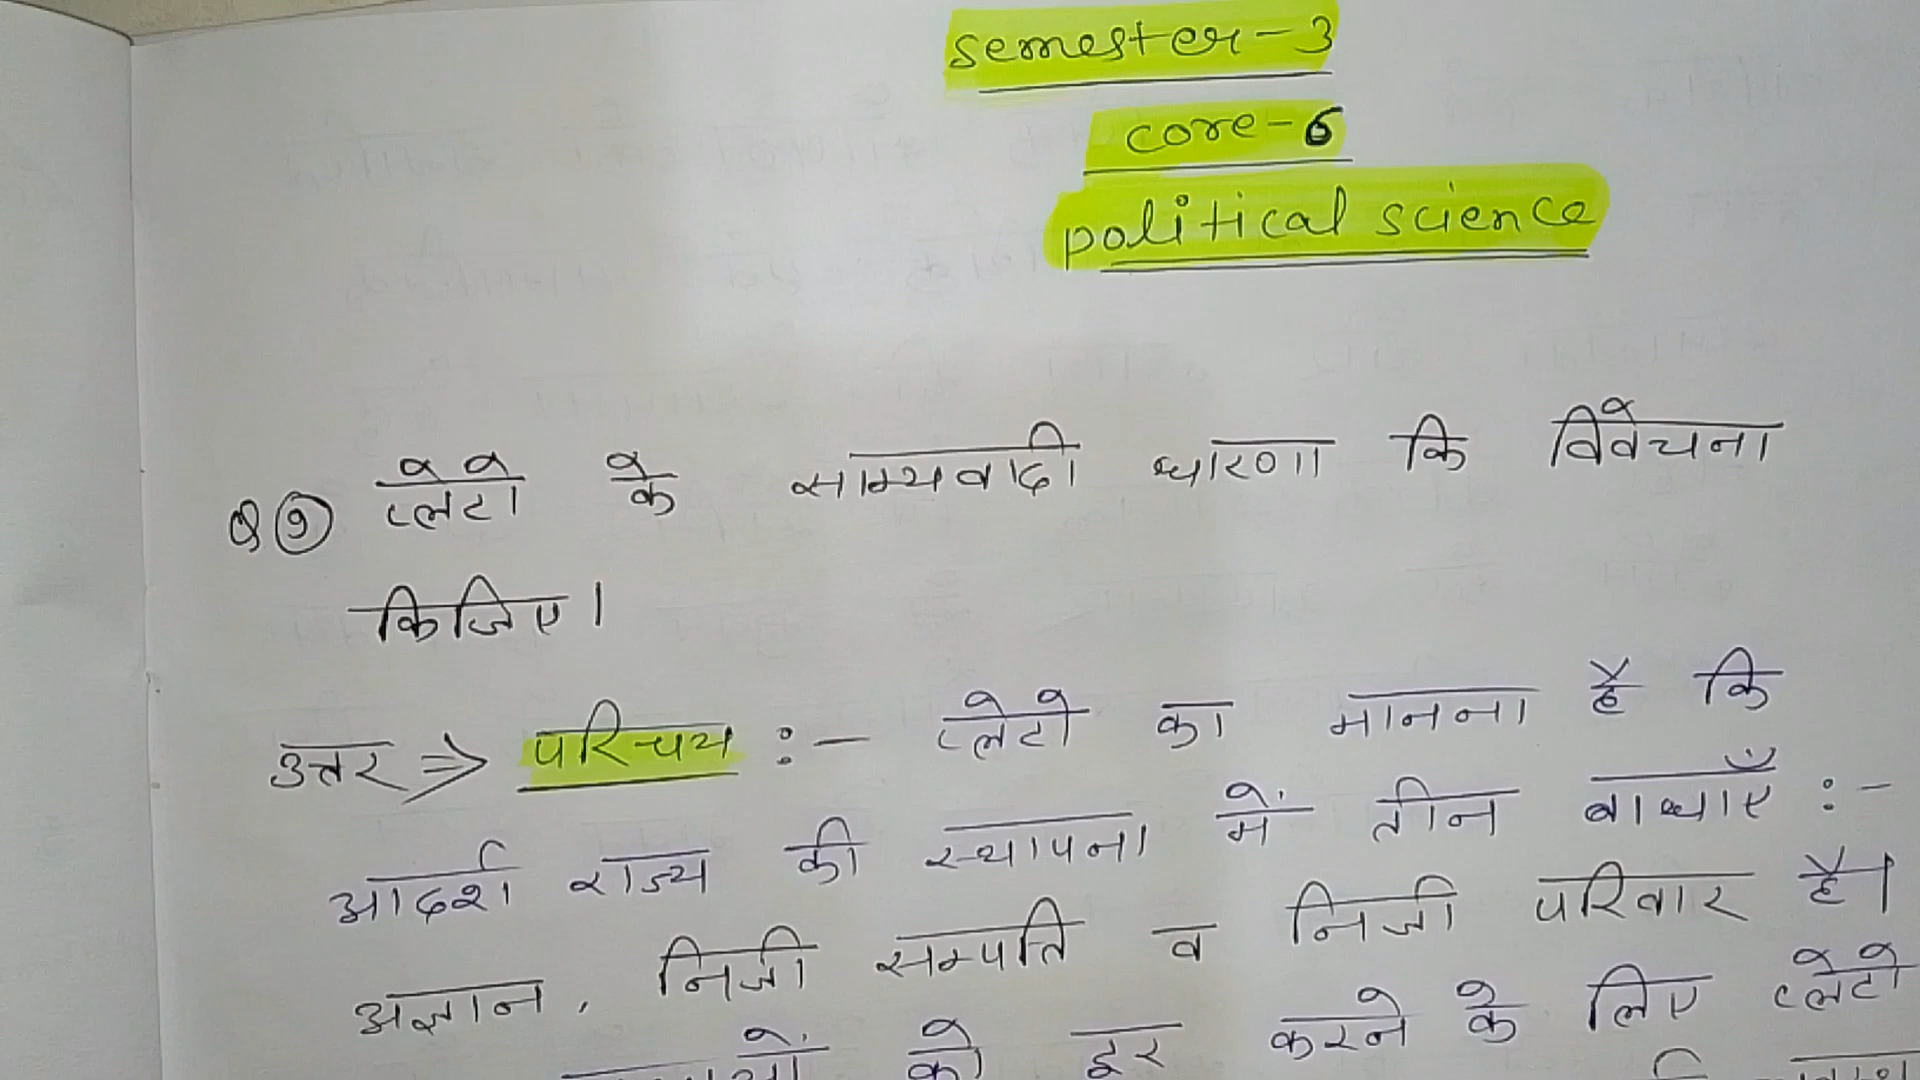 semester-3
core-6
political science
Q ① प्लेटो के साम्यवादी धारणा कि विवेचना
किजिए।
उत्तर ⇒ परिचय :- प्लेटो का मानना है कि
आदर्श राज्य की स्थापना में तीन बाधाएँ :-
अज्ञान, निजी सम्पति व निजी परिवार है।
को दूर करने के लिए प्लेटो